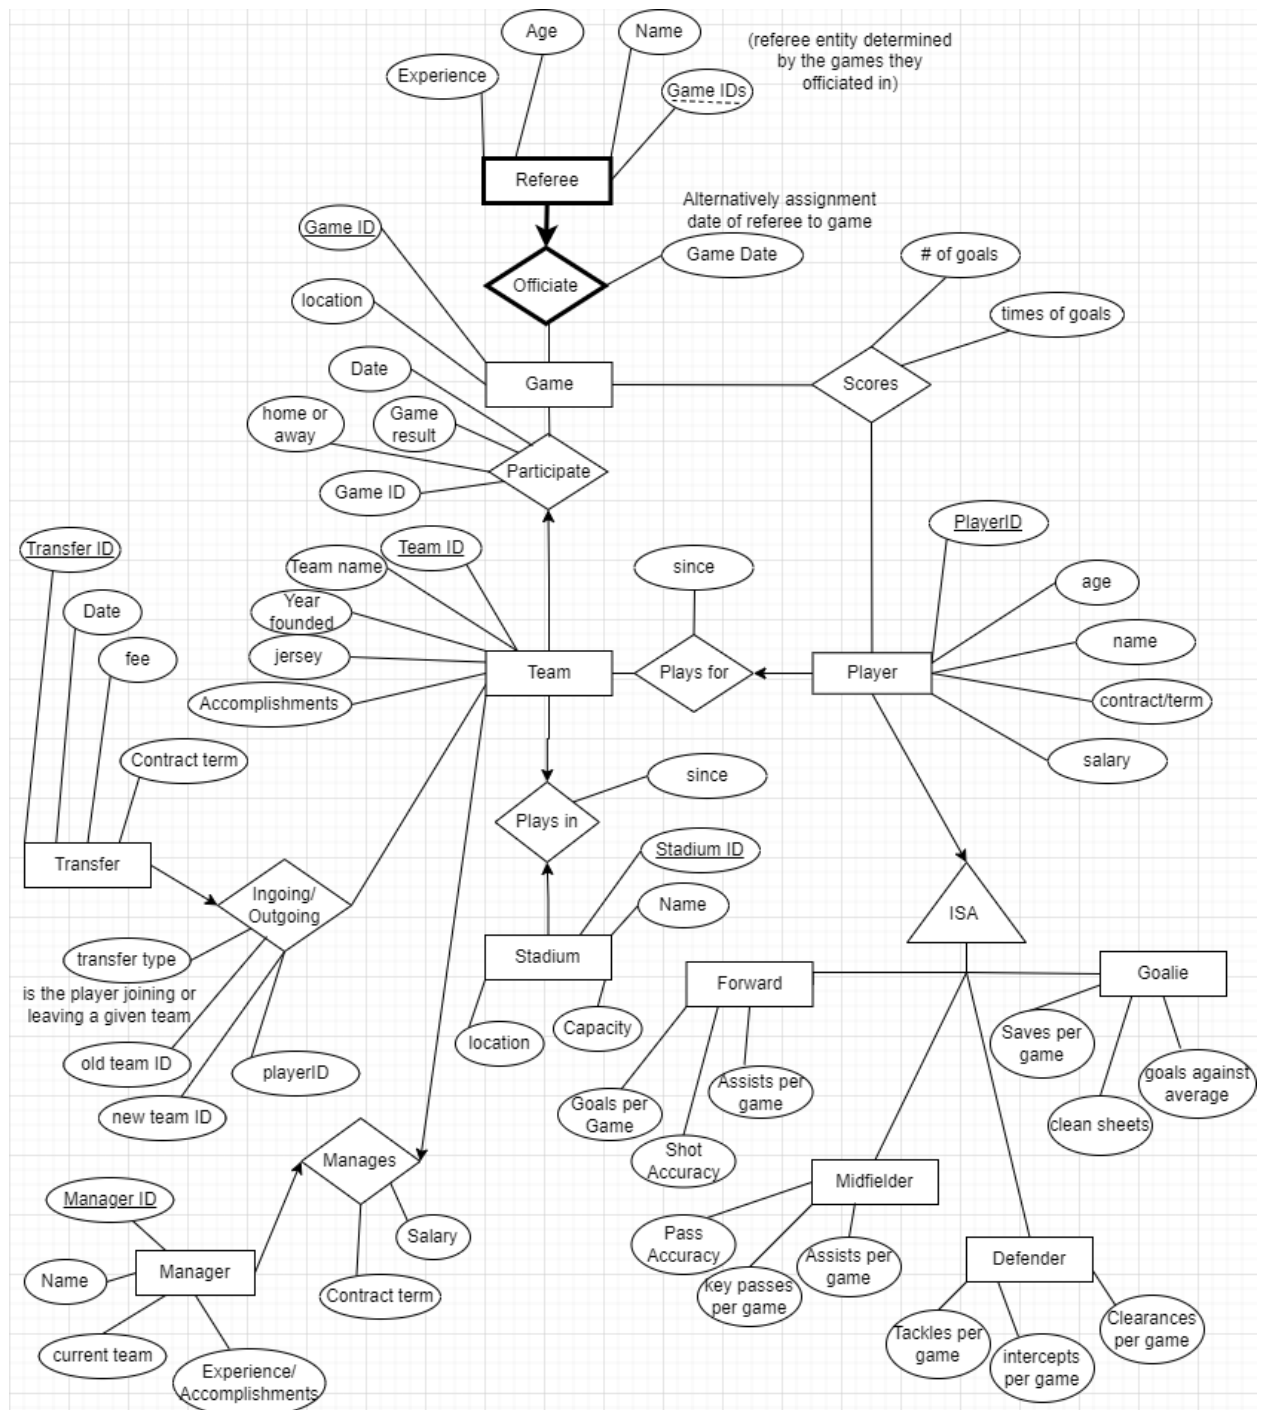 Age
Name
(referee entity determined
by the games they
officiated in)
Experience
Game IDs
Referee
Alternatively assignment
date of referee to game
Game ID
Game Date
# of goals
Officiate
location
times of goals
Date
Game
Scores
home or
away
Game
result
Participate
Game ID
PlayerID
Transfer ID
Team ID
Team name
since
age
Year
founded
Date
name
jersey
fee
Team
Plays for
Player
contract/term
Accomplishments
Contract term
since
salary
Plays in
Stadium ID
Transfer
Ingoing/
Outgoing
Name
ISA
transfer type
Stadium
Forward
Goalie
is the player joining or
leaving a given team
location
Capacity
Saves per
game
old team ID
playerID
Assists per
game
goals against
average
new team ID
Goals per
Game
clean sheets
Shot
Accuracy
Manages
Midfielder
Manager ID
Salary
Pass
Accuracy
Assists per
game
Defender
Manager
Name
key passes
per game
Contract term
Clearances
per game
Tackles per
game
current team
intercepts
per game
Experience/
Accomplishments